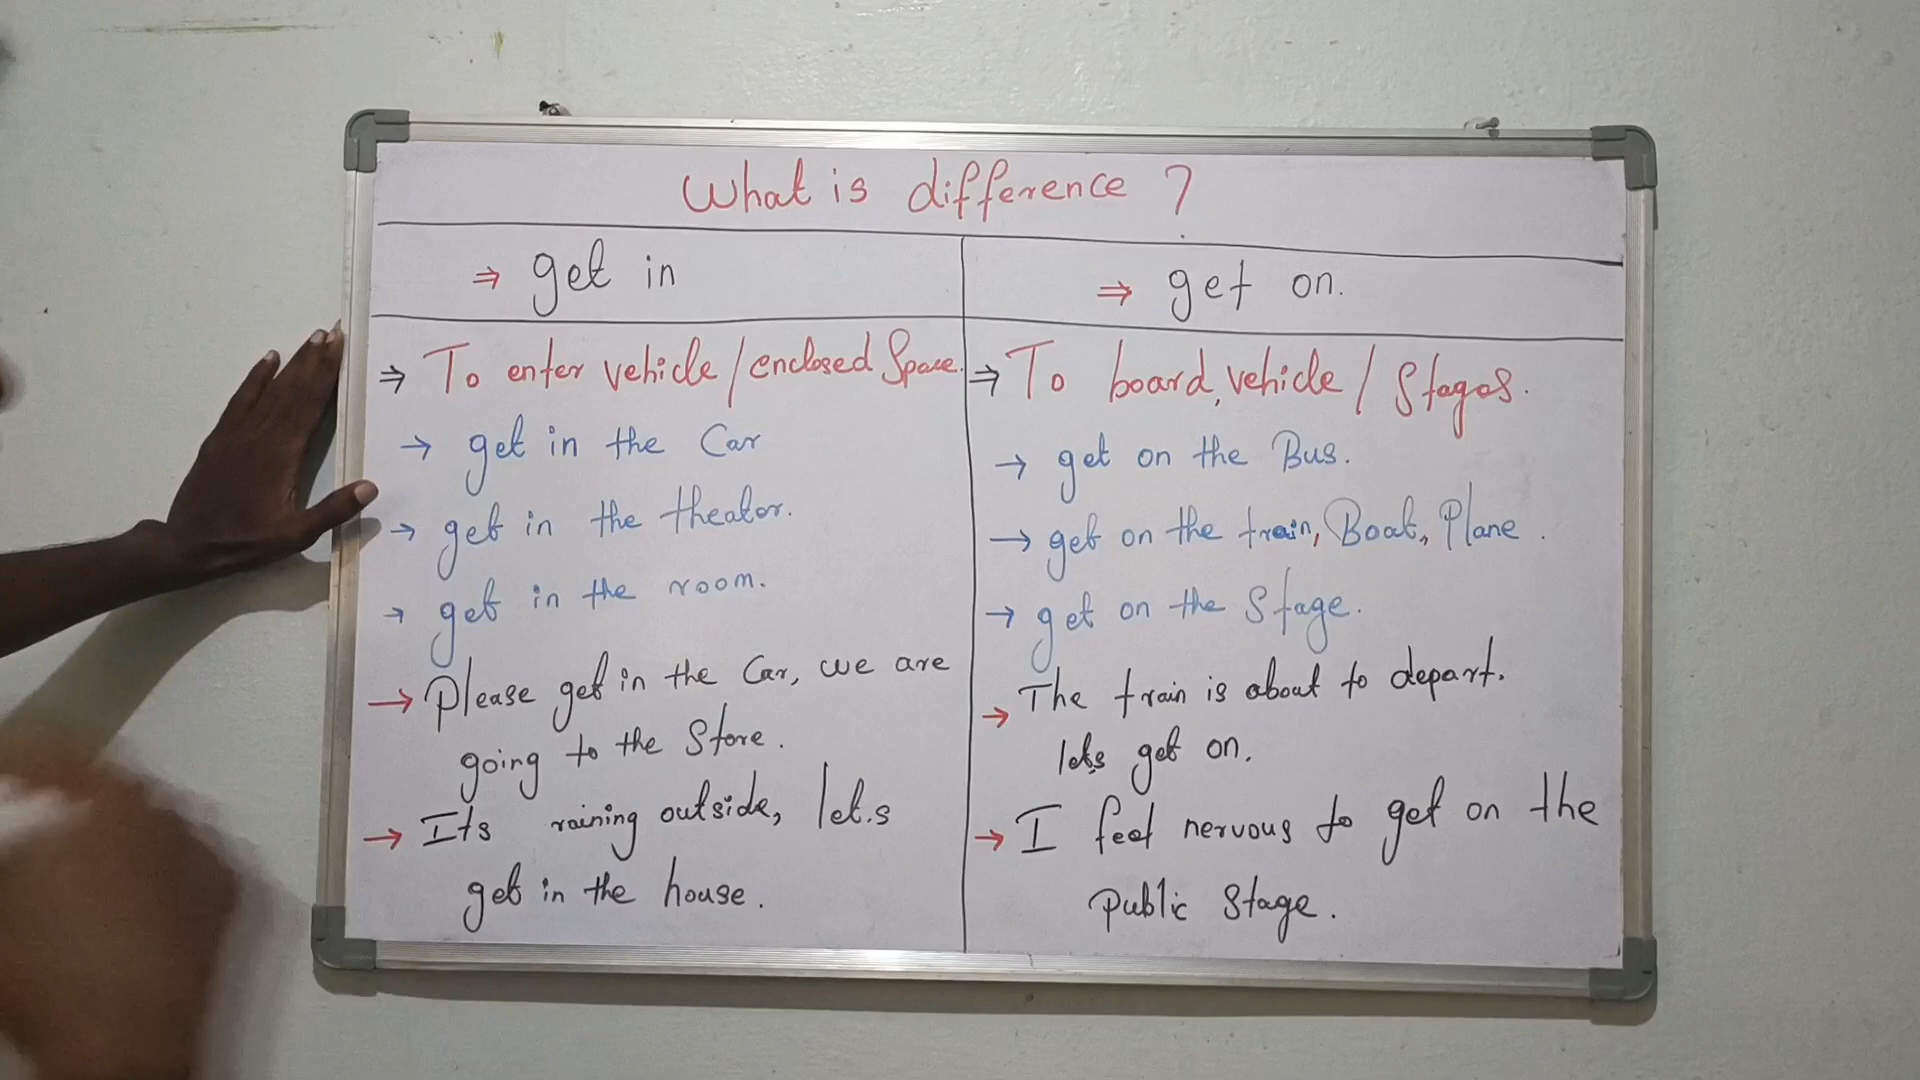 What is difference ?
⇒ get in
⇒ get on.
⇒ To enter vehicle / enclosed Space.
→ get in the Car
→ get in the theator.
→ get in the room.
→ Please get in the Car, we are
going to the Store.
→ Its raining outside, let.s
get in the house.
⇒ To board, vehicle / Stages.
→ get on the Bus.
→ get on the train, Boat, Plane.
→ get on the Stage.
→ The train is about to depart.
lets get on.
→ I feel nervous to get on the
Public Stage.